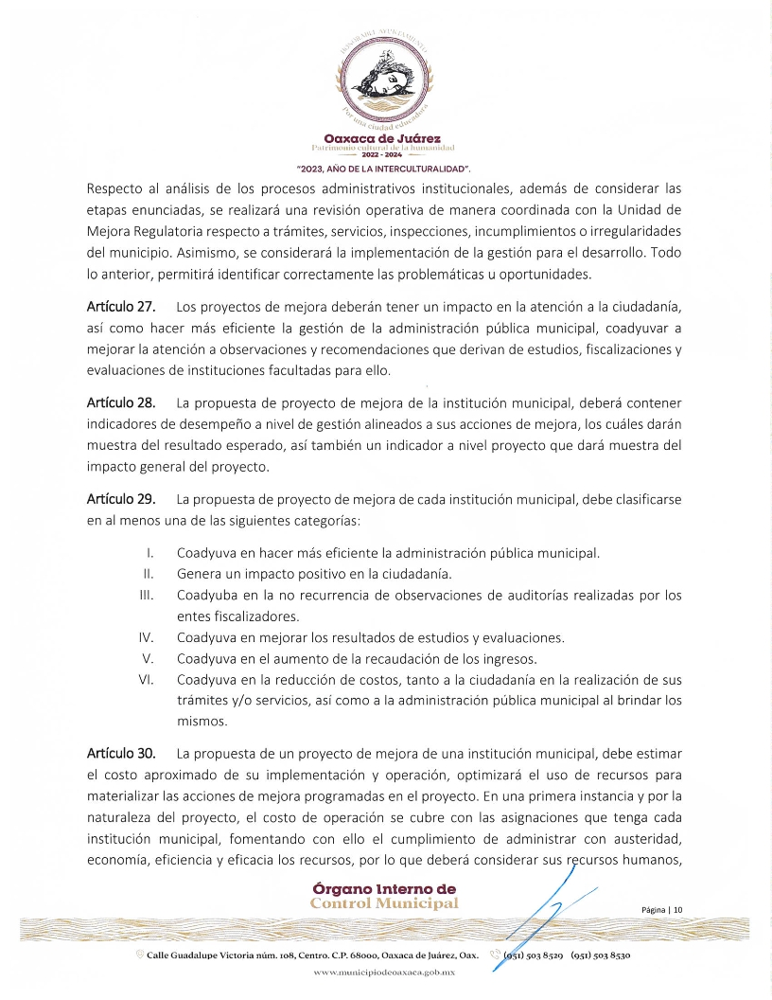 HONORABLE AYUNTAMIENTO
Por una ciudad educadora
Oaxaca de Juárez
Patrimonio cultural de la humanidad
2022 - 2024
"2023, AÑO DE LA INTERCULTURALIDAD".
Respecto al análisis de los procesos administrativos institucionales, además de considerar las
etapas enunciadas, se realizará una revisión operativa de manera coordinada con la Unidad de
Mejora Regulatoria respecto a trámites, servicios, inspecciones, incumplimientos o irregularidades
del municipio. Asimismo, se considerará la implementación de la gestión para el desarrollo. Todo
lo anterior, permitirá identificar correctamente las problemáticas u oportunidades.
Artículo 27. Los proyectos de mejora deberán tener un impacto en la atención a la ciudadanía,
así como hacer más eficiente la gestión de la administración pública municipal, coadyuvar a
mejorar la atención a observaciones y recomendaciones que derivan de estudios, fiscalizaciones y
evaluaciones de instituciones facultadas para ello.
Artículo 28. La propuesta de proyecto de mejora de la institución municipal, deberá contener
indicadores de desempeño a nivel de gestión alineados a sus acciones de mejora, los cuáles darán
muestra del resultado esperado, así también un indicador a nivel proyecto que dará muestra del
impacto general del proyecto.
Artículo 29. La propuesta de proyecto de mejora de cada institución municipal, debe clasificarse
en al menos una de las siguientes categorías:
I. Coadyuva en hacer más eficiente la administración pública municipal.
II. Genera un impacto positivo en la ciudadanía.
III. Coadyuba en la no recurrencia de observaciones de auditorías realizadas por los
entes fiscalizadores.
IV. Coadyuva en mejorar los resultados de estudios y evaluaciones.
V. Coadyuva en el aumento de la recaudación de los ingresos.
VI. Coadyuva en la reducción de costos, tanto a la ciudadanía en la realización de sus
trámites y/o servicios, así como a la administración pública municipal al brindar los
mismos.
Artículo 30. La propuesta de un proyecto de mejora de una institución municipal, debe estimar
el costo aproximado de su implementación y operación, optimizará el uso de recursos para
materializar las acciones de mejora programadas en el proyecto. En una primera instancia y por la
naturaleza del proyecto, el costo de operación se cubre con las asignaciones que tenga cada
institución municipal, fomentando con ello el cumplimiento de administrar con austeridad,
economía, eficiencia y eficacia los recursos, por lo que deberá considerar sus recursos humanos,
Órgano Interno de
Control Municipal
Página | 10
Calle Guadalupe Victoria núm. 108, Centro. C.P. 68000, Oaxaca de Juárez, Oax. (951) 503 8529 (951) 503 8530
www.municipiodeoaxaca.gob.mx